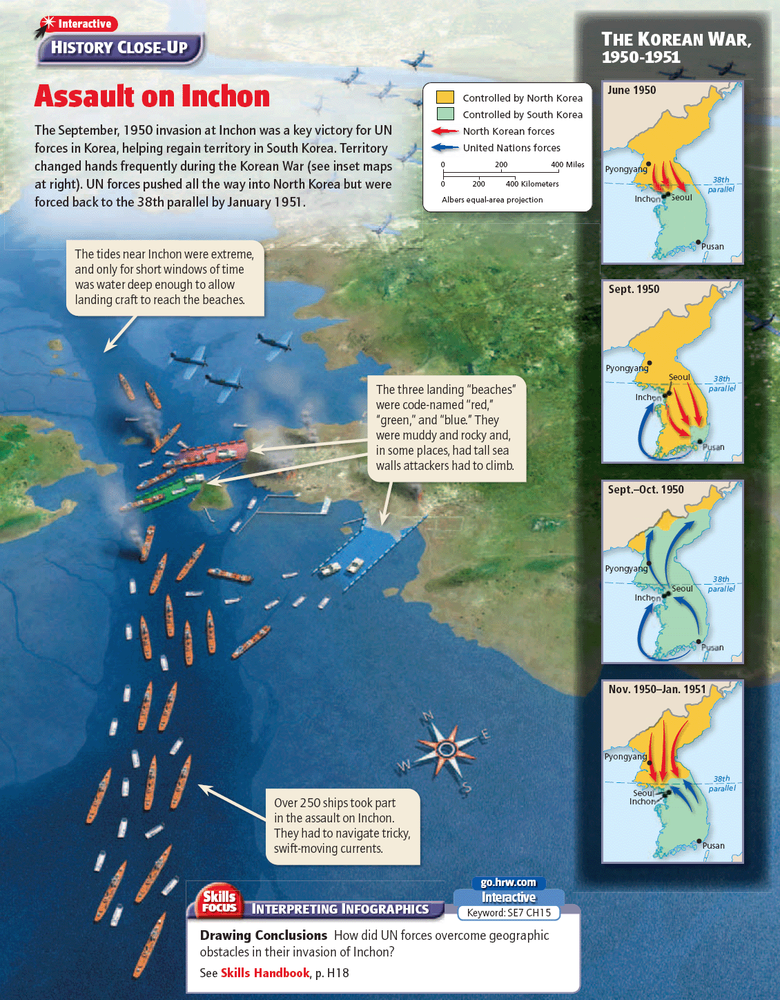 Interactive
HISTORY CLOSE-UP
Assault on Inchon
The September, 1950 invasion at Inchon was a key victory for UN
forces in Korea, helping regain territory in South Korea. Territory
changed hands frequently during the Korean War (see inset maps
at right). UN forces pushed all the way into North Korea but were
forced back to the 38th parallel by January 1951.
Controlled by North Korea
Controlled by South Korea
North Korean forces
United Nations forces
0 200 400 Miles
0 200 400 Kilometers
Albers equal-area projection
THE KOREAN WAR,
1950-1951
June 1950
Pyongyang
38th
parallel
Inchon
Seoul
Pusan
Sept. 1950
Pyongyang
Seoul
38th
parallel
Inchon
Pusan
Sept.–Oct. 1950
Pyongyang
38th
parallel
Seoul
Inchon
Pusan
Nov. 1950–Jan. 1951
Pyongyang
38th
parallel
Seoul
Inchon
Pusan
The tides near Inchon were extreme,
and only for short windows of time
was water deep enough to allow
landing craft to reach the beaches.
The three landing “beaches”
were code-named “red,”
“green,” and “blue.” They
were muddy and rocky and,
in some places, had tall sea
walls attackers had to climb.
N
E
W
S
Over 250 ships took part
in the assault on Inchon.
They had to navigate tricky,
swift-moving currents.
Skills
FOCUS
INTERPRETING INFOGRAPHICS
go.hrw.com
Interactive
Keyword: SE7 CH15
Drawing Conclusions How did UN forces overcome geographic
obstacles in their invasion of Inchon?
See Skills Handbook, p. H18